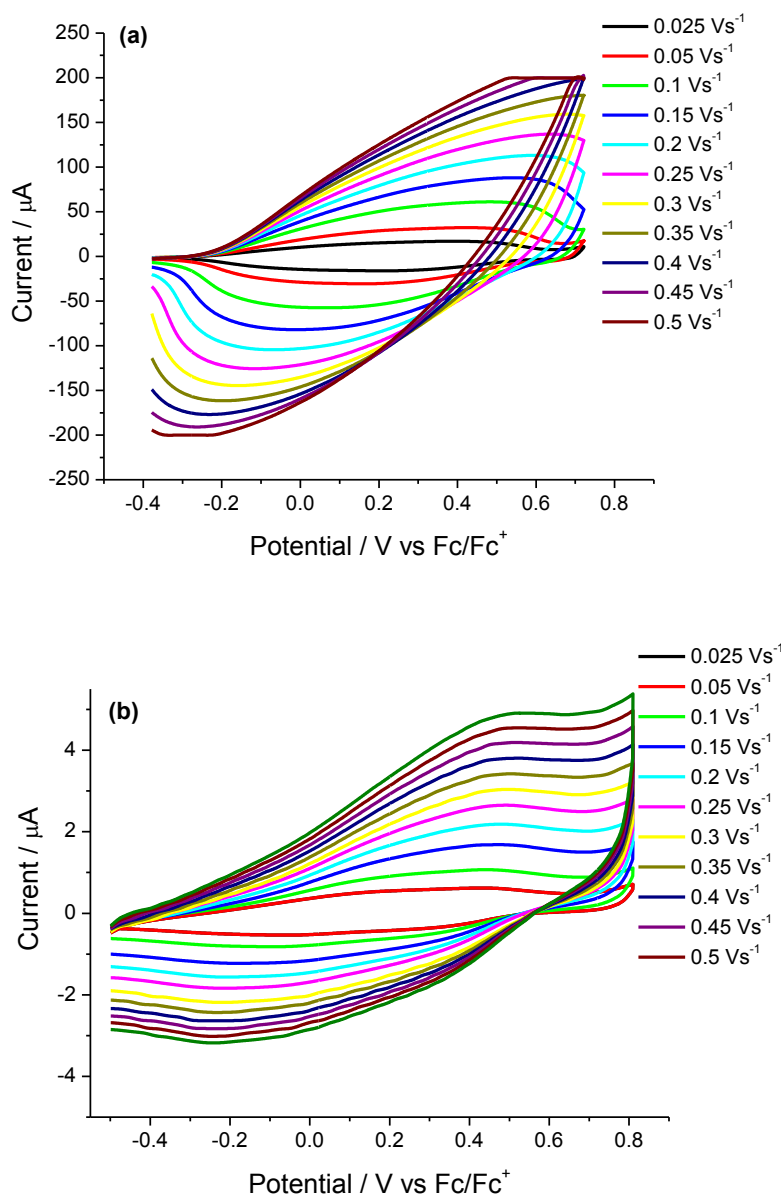 (a)
250
200
150
100
50
0
-50
-100
-150
-200
-250
Current / μA
-0.4 -0.2 0.0 0.2 0.4 0.6 0.8
Potential / V vs Fc/Fc⁺
0.025 Vs⁻¹
0.05 Vs⁻¹
0.1 Vs⁻¹
0.15 Vs⁻¹
0.2 Vs⁻¹
0.25 Vs⁻¹
0.3 Vs⁻¹
0.35 Vs⁻¹
0.4 Vs⁻¹
0.45 Vs⁻¹
0.5 Vs⁻¹
(b)
4
2
0
-2
-4
Current / μA
-0.4 -0.2 0.0 0.2 0.4 0.6 0.8
Potential / V vs Fc/Fc⁺
0.025 Vs⁻¹
0.05 Vs⁻¹
0.1 Vs⁻¹
0.15 Vs⁻¹
0.2 Vs⁻¹
0.25 Vs⁻¹
0.3 Vs⁻¹
0.35 Vs⁻¹
0.4 Vs⁻¹
0.45 Vs⁻¹
0.5 Vs⁻¹